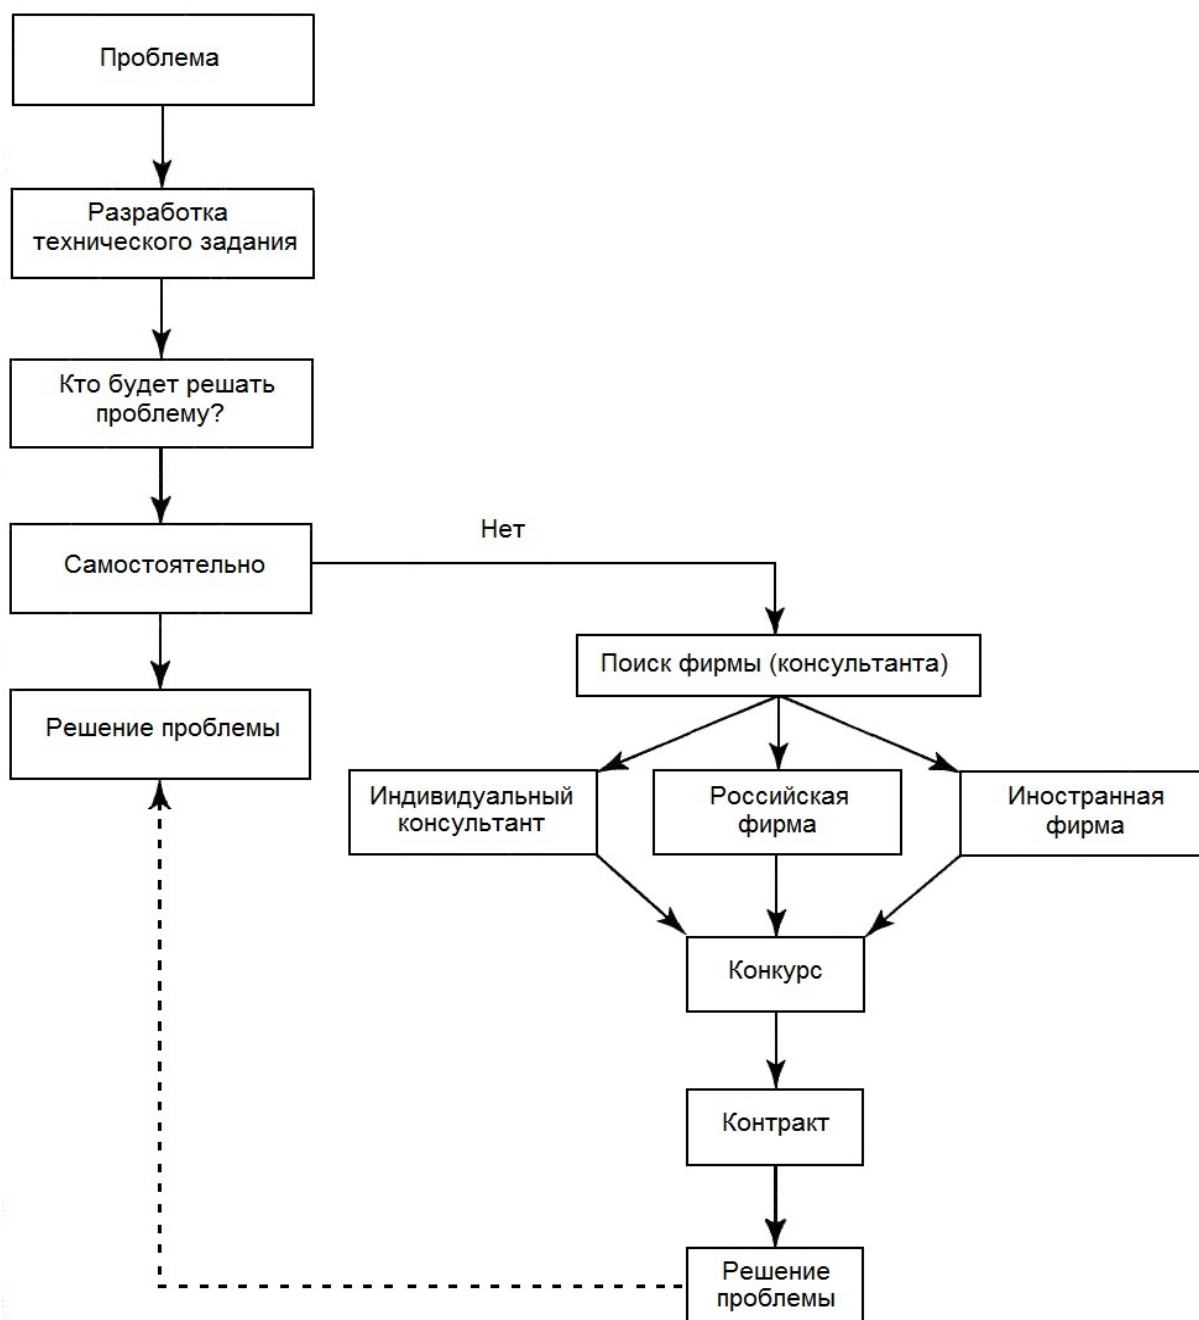 Проблема
Разработка
технического задания
Кто будет решать
проблему?
Самостоятельно
Нет
Поиск фирмы (консультанта)
Решение проблемы
Индивидуальный
консультант
Российская
фирма
Иностранная
фирма
Конкурс
Контракт
Решение
проблемы